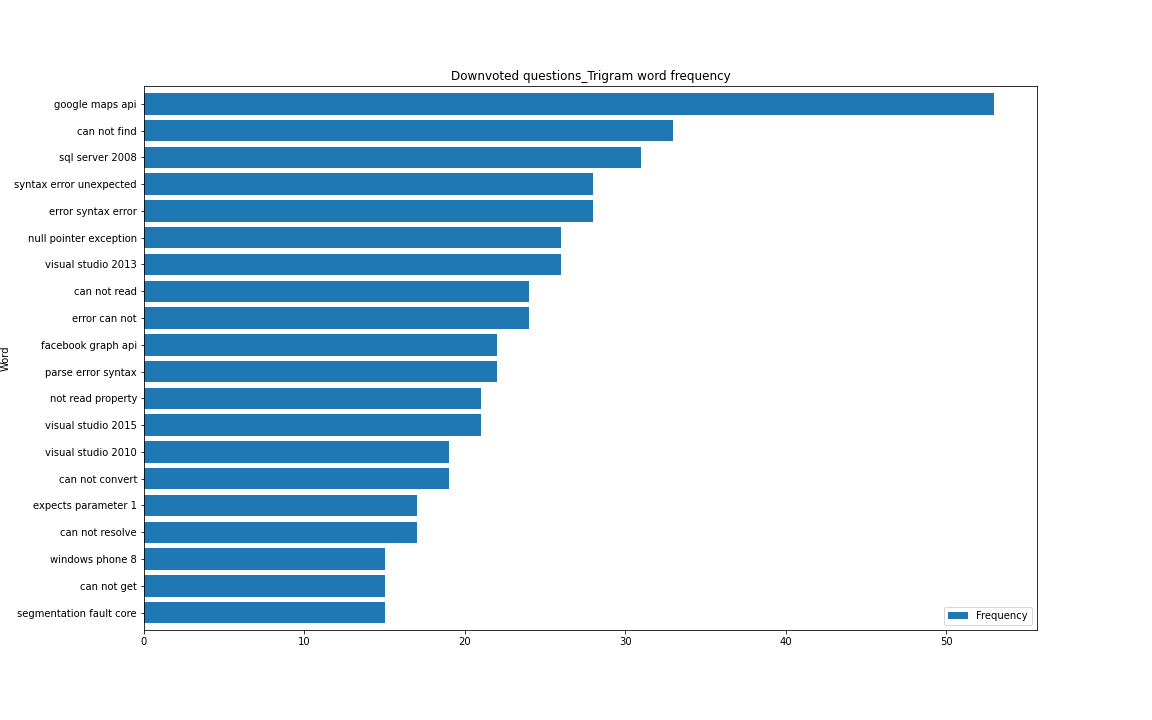 Downvoted questions_Trigram word frequency
google maps api
can not find
sql server 2008
syntax error unexpected
error syntax error
null pointer exception
visual studio 2013
can not read
error can not
facebook graph api
parse error syntax
not read property
visual studio 2015
visual studio 2010
can not convert
expects parameter 1
can not resolve
windows phone 8
can not get
segmentation fault core
Word
Frequency
0 10 20 30 40 50